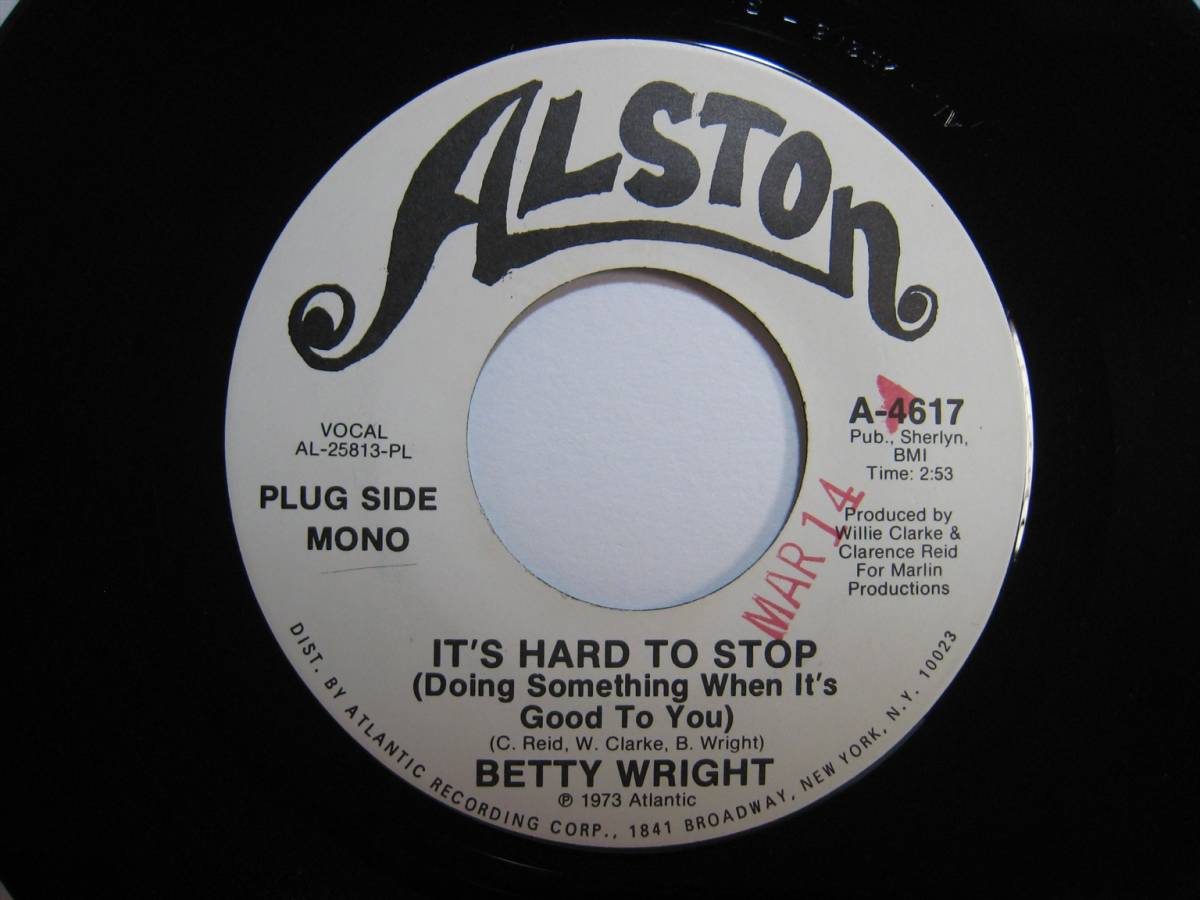 ALSTON
VOCAL
AL-25813-PL
PLUG SIDE
MONO
A-4617
Pub., Sherlyn,
BMI
Time: 2:53
MAR 14
Produced by
Willie Clarke &
Clarence Reid
For Marlin
Productions
IT'S HARD TO STOP
(Doing Something When It's
Good To You)
(C. Reid, W. Clarke, B. Wright)
BETTY WRIGHT
℗ 1973 Atlantic
DIST. BY ATLANTIC RECORDING CORP., 1841 BROADWAY, NEW YORK, N.Y. 10023